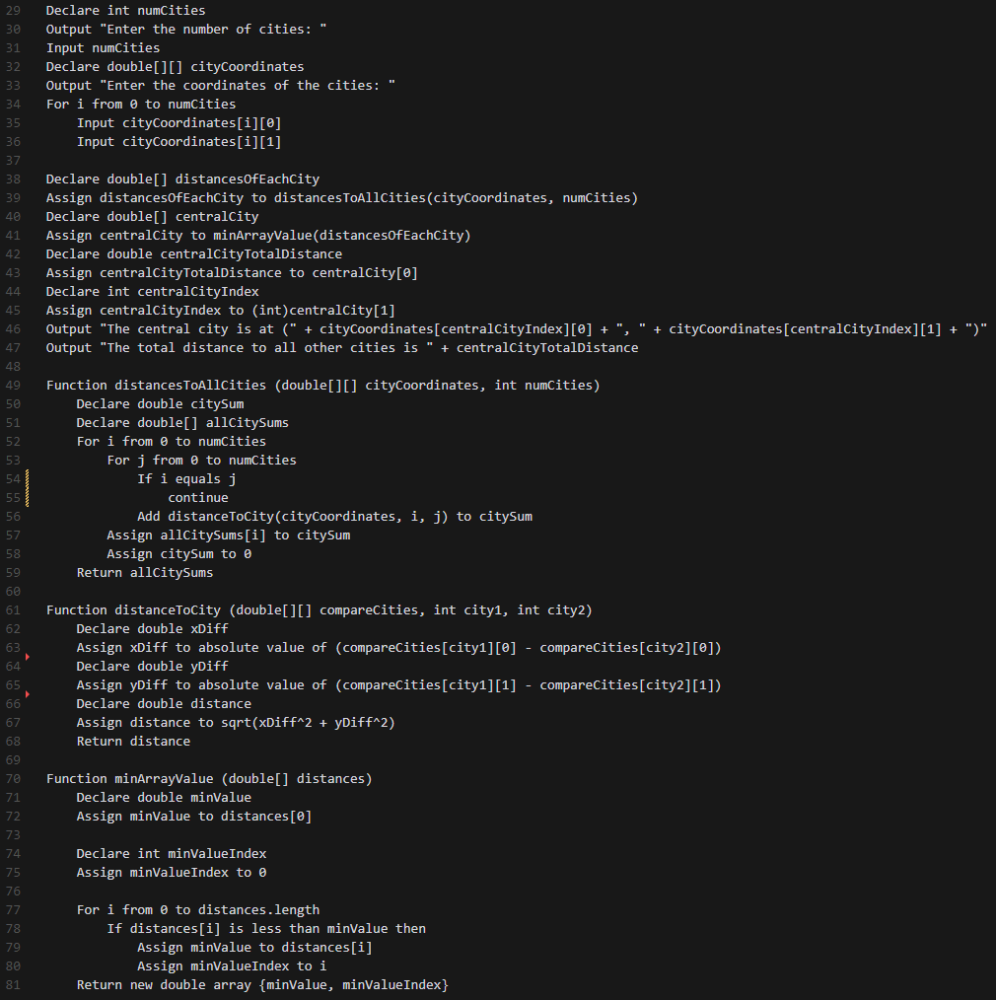 29 Declare int numCities
30 Output "Enter the number of cities: "
31 Input numCities
32 Declare double[][] cityCoordinates
33 Output "Enter the coordinates of the cities: "
34 For i from 0 to numCities
35     Input cityCoordinates[i][0]
36     Input cityCoordinates[i][1]
37
38 Declare double[] distancesOfEachCity
39 Assign distancesOfEachCity to distancesToAllCities(cityCoordinates, numCities)
40 Declare double[] centralCity
41 Assign centralCity to minArrayValue(distancesOfEachCity)
42 Declare double centralCityTotalDistance
43 Assign centralCityTotalDistance to centralCity[0]
44 Declare int centralCityIndex
45 Assign centralCityIndex to (int)centralCity[1]
46 Output "The central city is at (" + cityCoordinates[centralCityIndex][0] + ", " + cityCoordinates[centralCityIndex][1] + ")"
47 Output "The total distance to all other cities is " + centralCityTotalDistance
48
49 Function distancesToAllCities (double[][] cityCoordinates, int numCities)
50     Declare double citySum
51     Declare double[] allCitySums
52     For i from 0 to numCities
53         For j from 0 to numCities
54             If i equals j
55                 continue
56             Add distanceToCity(cityCoordinates, i, j) to citySum
57         Assign allCitySums[i] to citySum
58         Assign citySum to 0
59     Return allCitySums
60
61 Function distanceToCity (double[][] compareCities, int city1, int city2)
62     Declare double xDiff
63     Assign xDiff to absolute value of (compareCities[city1][0] - compareCities[city2][0])
64     Declare double yDiff
65     Assign yDiff to absolute value of (compareCities[city1][1] - compareCities[city2][1])
66     Declare double distance
67     Assign distance to sqrt(xDiff^2 + yDiff^2)
68     Return distance
69
70 Function minArrayValue (double[] distances)
71     Declare double minValue
72     Assign minValue to distances[0]
73
74     Declare int minValueIndex
75     Assign minValueIndex to 0
76
77     For i from 0 to distances.length
78         If distances[i] is less than minValue then
79             Assign minValue to distances[i]
80             Assign minValueIndex to i
81     Return new double array {minValue, minValueIndex}